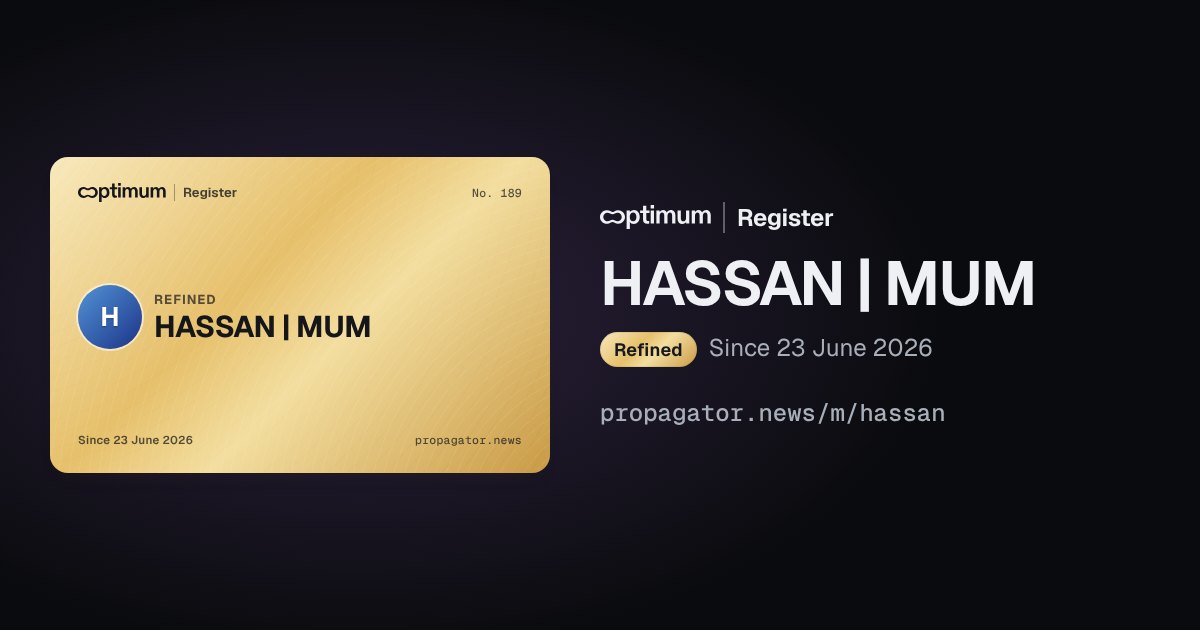 optimum | Register
No. 189
H
REFINED
HASSAN | MUM
Since 23 June 2026
propagator.news
optimum | Register
HASSAN | MUM
Refined
Since 23 June 2026
propagator.news/m/hassan